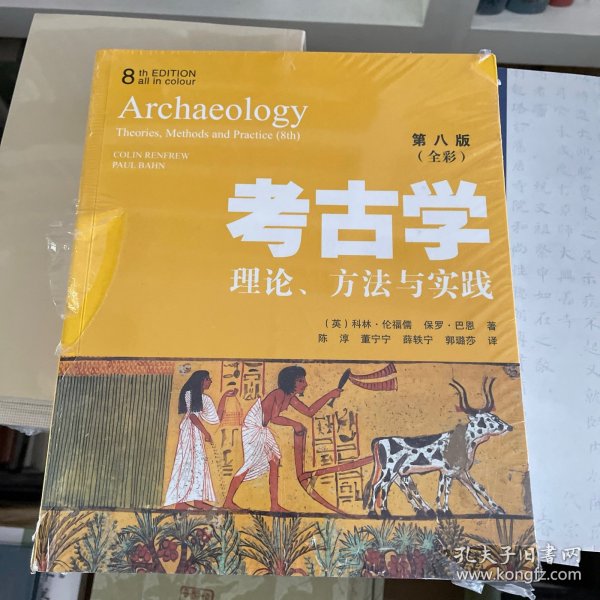 8 th EDITION
all in colour
Archaeology
Theories, Methods and Practice (8th)
COLIN RENFREW
PAUL BAHN
第八版
（全彩）
考古学
理论、方法与实践
（英）科林·伦福儒 保罗·巴恩 著
陈淳 董宁宁 薛轶宁 郭璐莎 译
孔夫子旧书网
www.kongfz.com